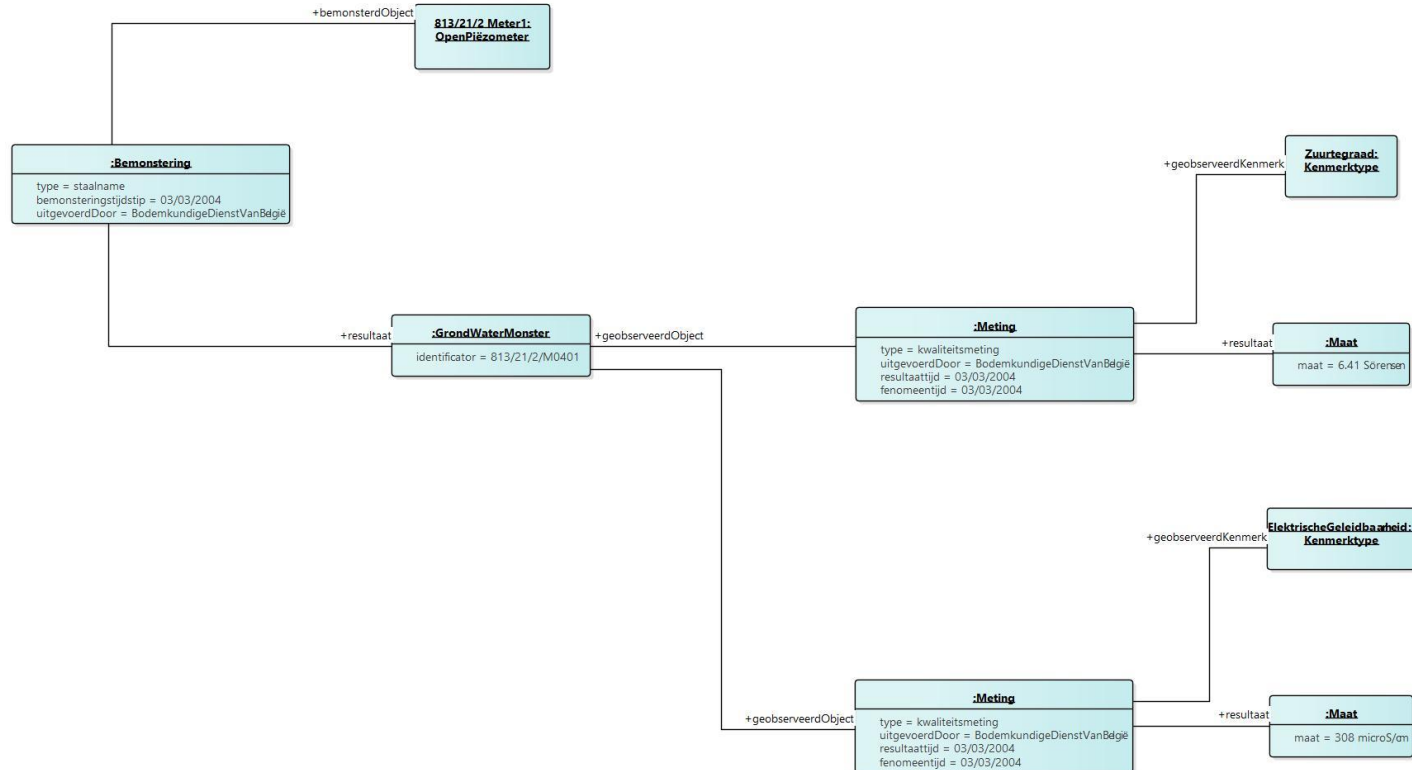 +bemonsterdObject
813/21/2 Meter1:
OpenPiëzometer
:Bemonstering
type = staalname
bemonsteringstijdstip = 03/03/2004
uitgevoerdDoor = BodemkundigeDienstVanBelgië
+geobserveerdKenmerk
Zuurtegraad:
Kenmerktype
+resultaat
:GrondWaterMonster
identificator = 813/21/2/M0401
+geobserveerdObject
:Meting
type = kwaliteitsmeting
uitgevoerdDoor = BodemkundigeDienstVanBelgië
resultaattijd = 03/03/2004
fenomeentijd = 03/03/2004
+resultaat
:Maat
maat = 6.41 Sörensen
+geobserveerdKenmerk
ElektrischeGeleidbaarheid:
Kenmerktype
+geobserveerdObject
:Meting
type = kwaliteitsmeting
uitgevoerdDoor = BodemkundigeDienstVanBelgië
resultaattijd = 03/03/2004
fenomeentijd = 03/03/2004
+resultaat
:Maat
maat = 308 microS/cm